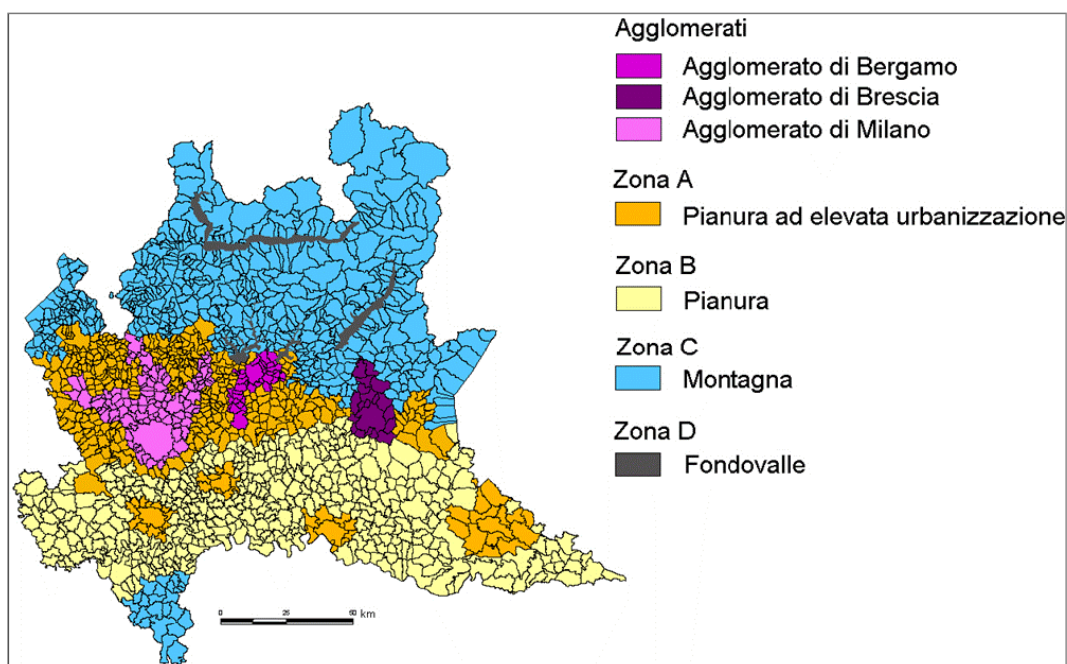 Agglomerati
Agglomerato di Bergamo
Agglomerato di Brescia
Agglomerato di Milano
Zona A
Pianura ad elevata urbanizzazione
Zona B
Pianura
Zona C
Montagna
Zona D
Fondovalle
0 25 50 km